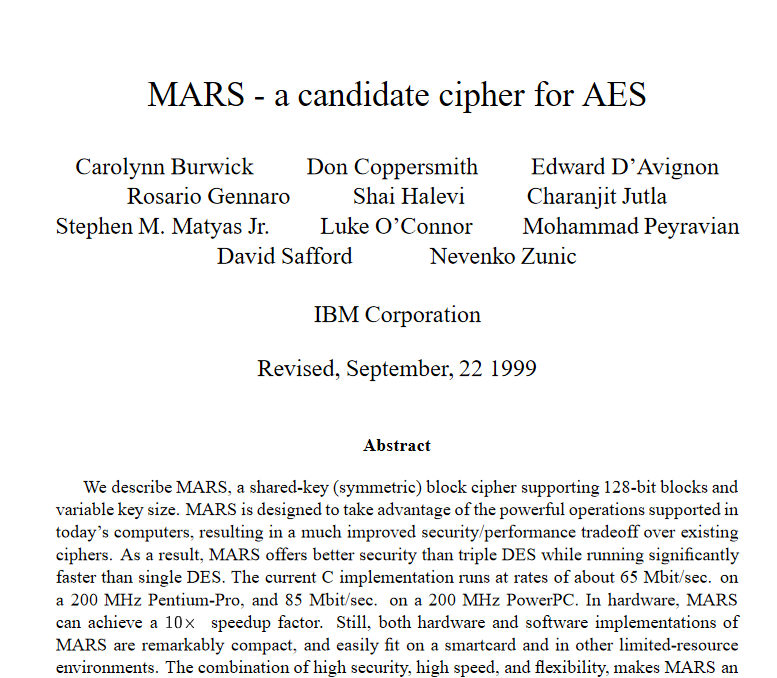 MARS - a candidate cipher for AES
Carolynn Burwick Don Coppersmith Edward D'Avignon
Rosario Gennaro Shai Halevi Charanjit Jutla
Stephen M. Matyas Jr. Luke O'Connor Mohammad Peyravian
David Safford Nevenko Zunic
IBM Corporation
Revised, September, 22 1999
Abstract
We describe MARS, a shared-key (symmetric) block cipher supporting 128-bit blocks and
variable key size. MARS is designed to take advantage of the powerful operations supported in
today's computers, resulting in a much improved security/performance tradeoff over existing
ciphers. As a result, MARS offers better security than triple DES while running significantly
faster than single DES. The current C implementation runs at rates of about 65 Mbit/sec. on
a 200 MHz Pentium-Pro, and 85 Mbit/sec. on a 200 MHz PowerPC. In hardware, MARS
can achieve a 10× speedup factor. Still, both hardware and software implementations of
MARS are remarkably compact, and easily fit on a smartcard and in other limited-resource
environments. The combination of high security, high speed, and flexibility, makes MARS an